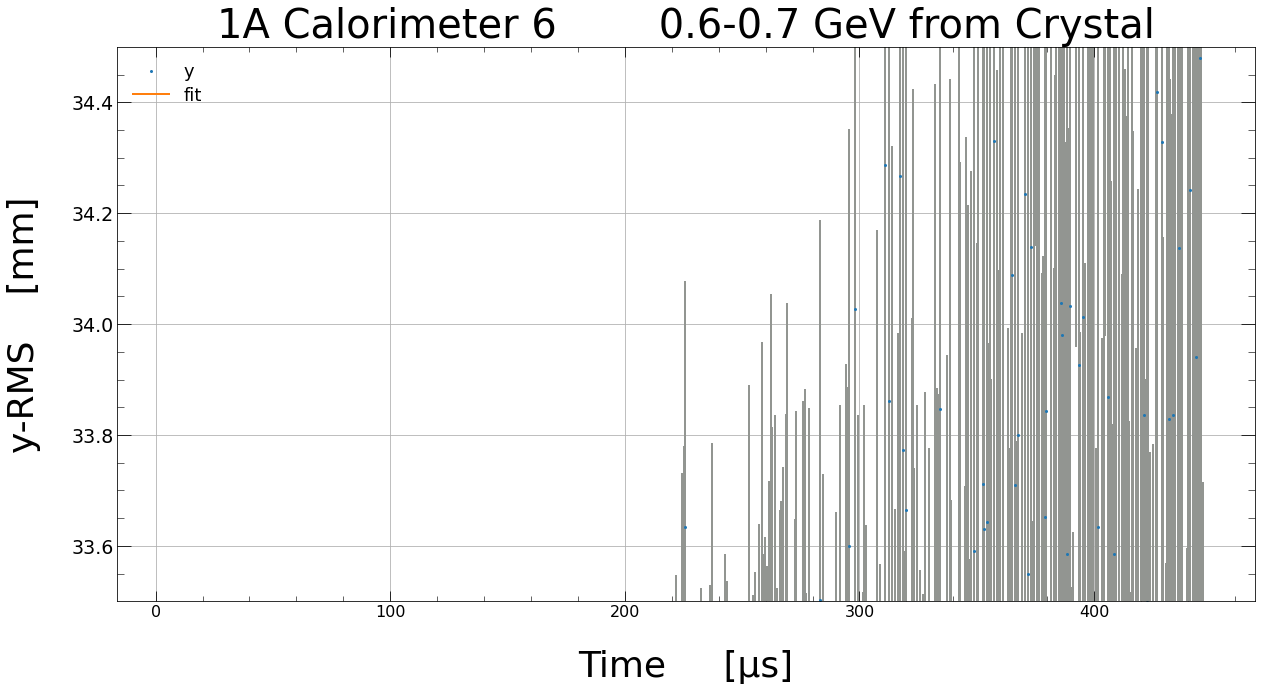 1A Calorimeter 6 0.6-0.7 GeV from Crystal
y
fit
34.4
34.2
34.0
33.8
33.6
y-RMS [mm]
0 100 200 300 400
Time [µs]